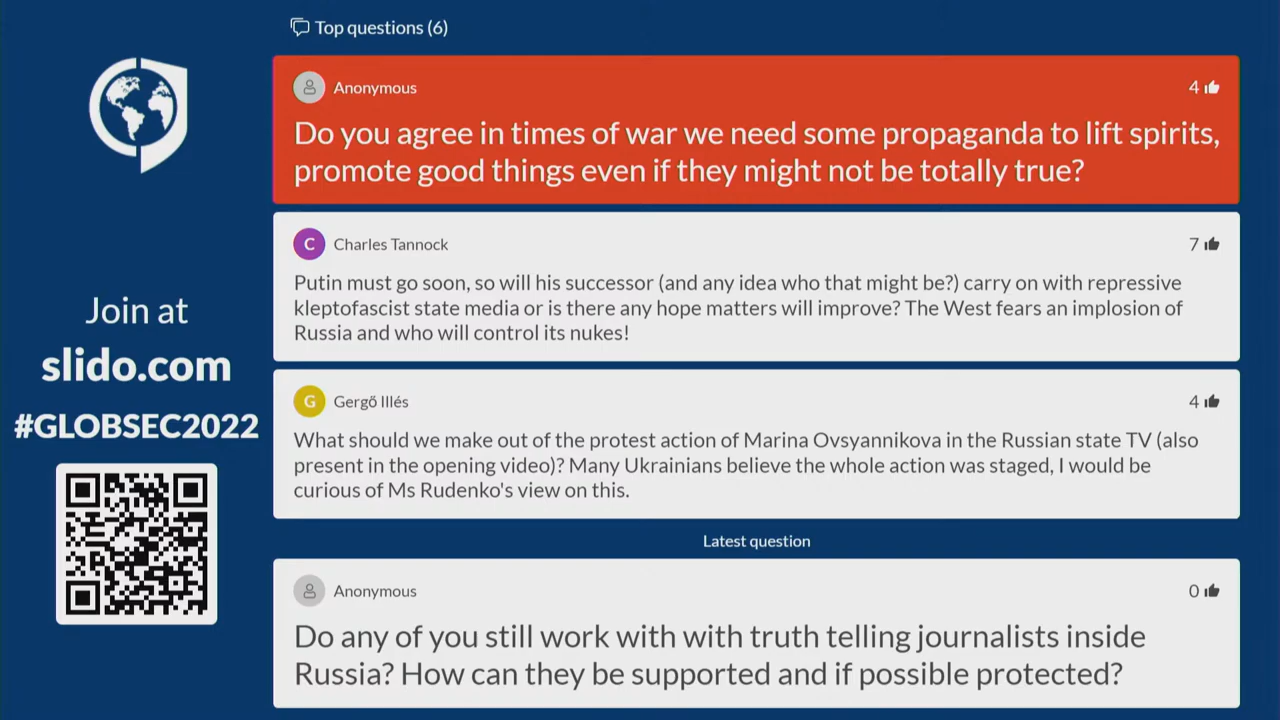 Top questions (6)
Anonymous
4
Do you agree in times of war we need some propaganda to lift spirits,
promote good things even if they might not be totally true?
C
Charles Tannock
7
Putin must go soon, so will his successor (and any idea who that might be?) carry on with repressive
kleptofascist state media or is there any hope matters will improve? The West fears an implosion of
Russia and who will control its nukes!
G
Gergő Illés
4
What should we make out of the protest action of Marina Ovsyannikova in the Russian state TV (also
present in the opening video)? Many Ukrainians believe the whole action was staged, I would be
curious of Ms Rudenko's view on this.
Latest question
Anonymous
0
Do any of you still work with with truth telling journalists inside
Russia? How can they be supported and if possible protected?
Join at
slido.com
#GLOBSEC2022